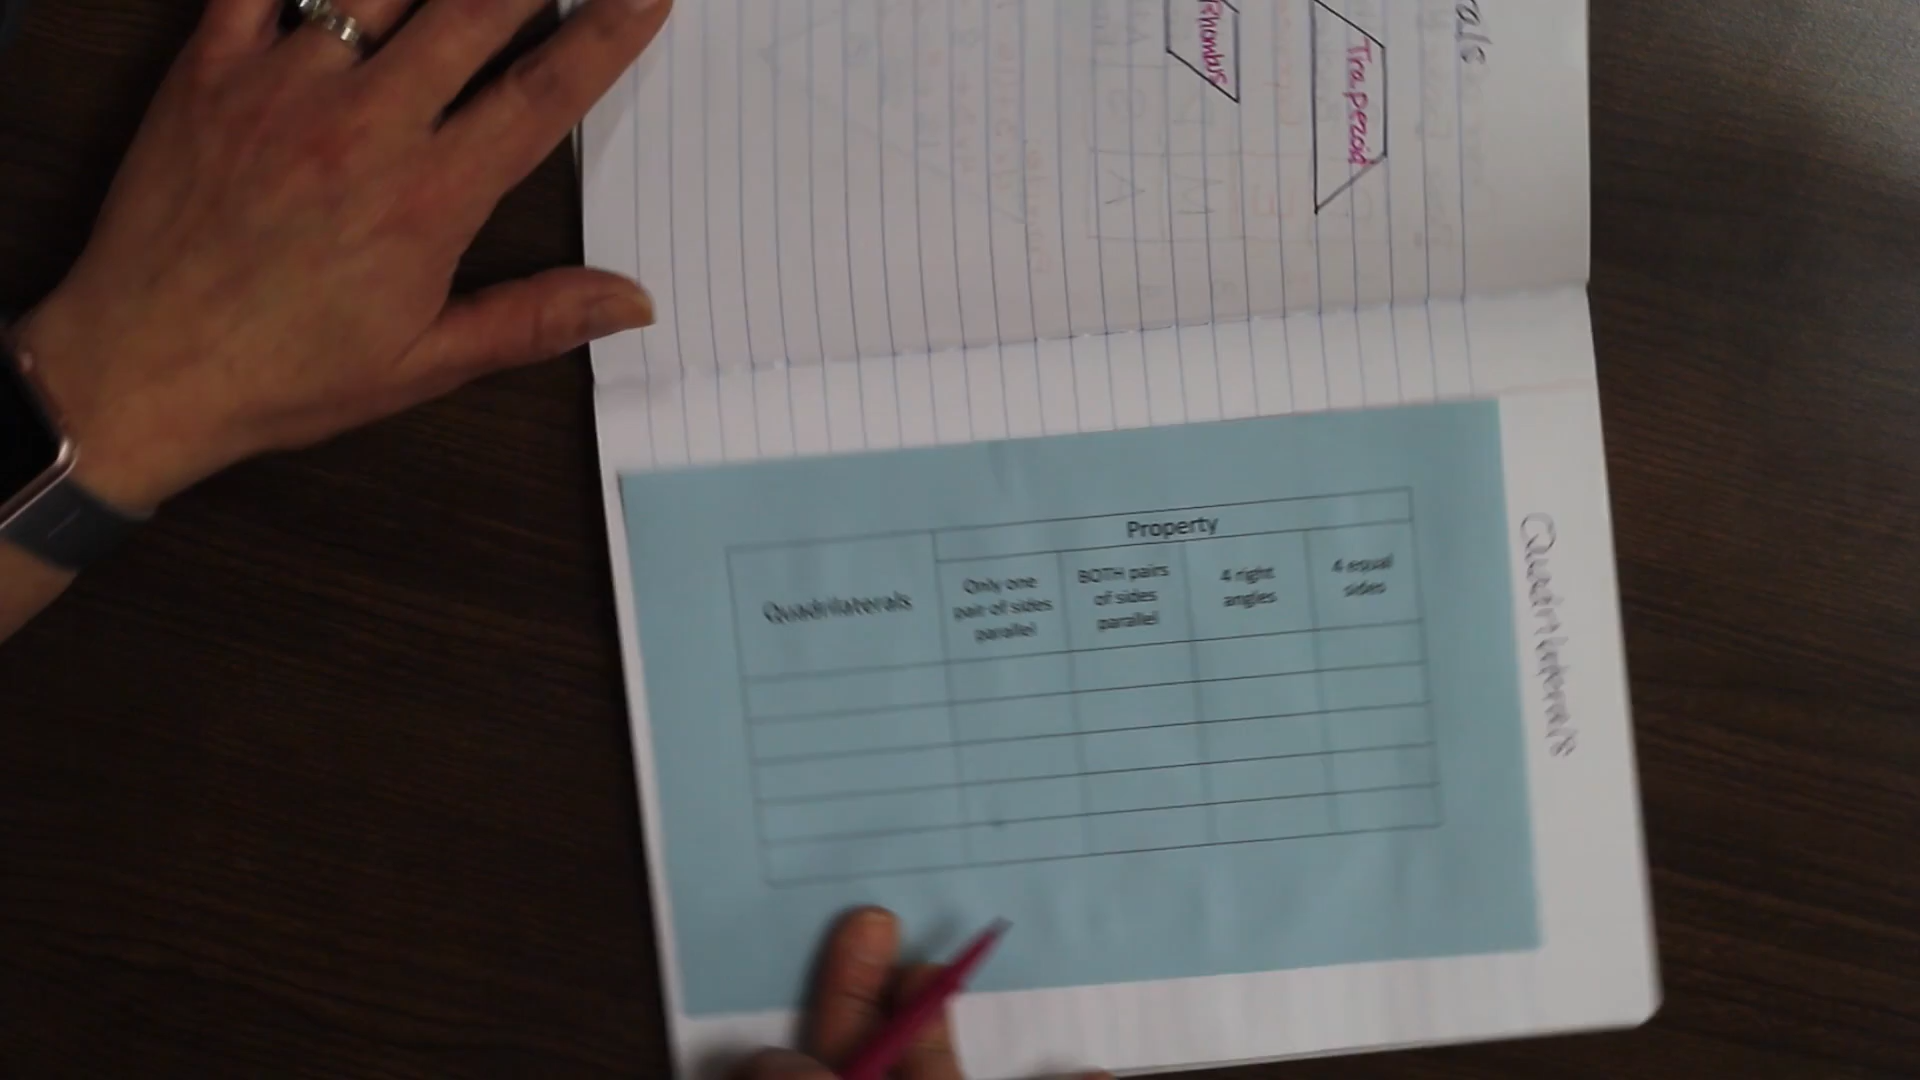 rals
Rhombus
Trapezoid
Quadrilaterals
Property
Quadrilaterals
Only one
pair of sides
parallel
BOTH pairs
of sides
parallel
4 right
angles
4 equal
sides